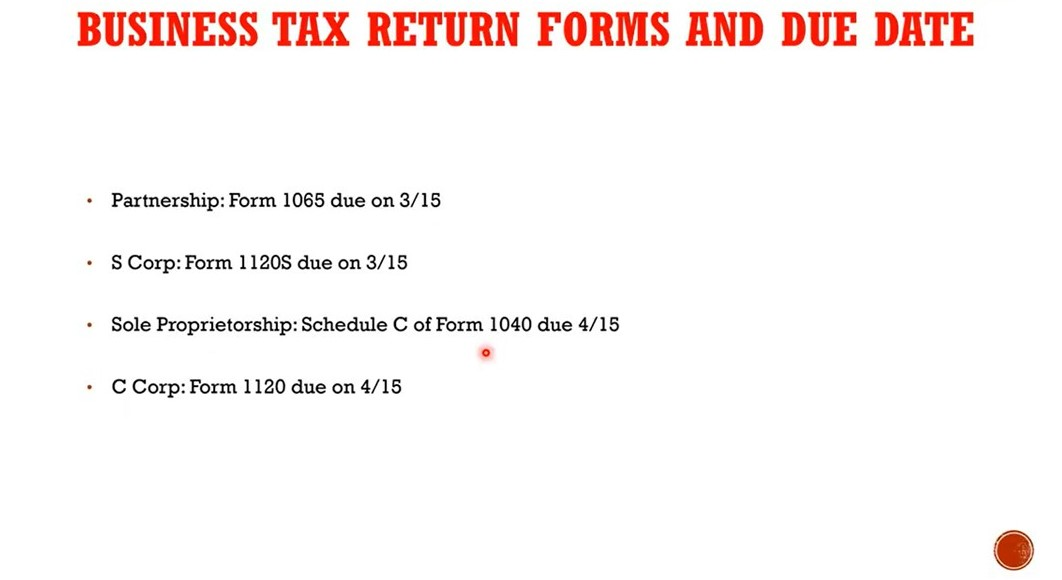 BUSINESS TAX RETURN FORMS AND DUE DATE
• Partnership: Form 1065 due on 3/15
• S Corp: Form 1120S due on 3/15
• Sole Proprietorship: Schedule C of Form 1040 due 4/15
• C Corp: Form 1120 due on 4/15